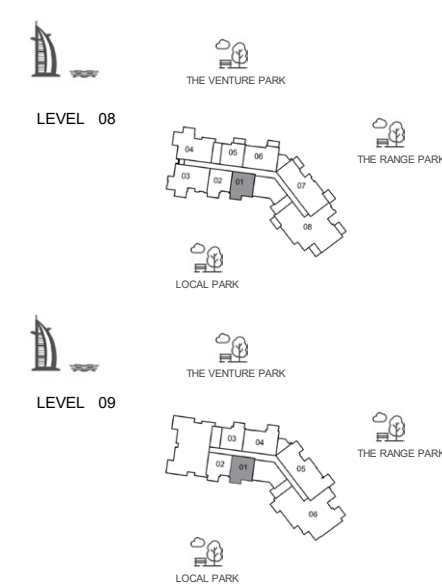 THE VENTURE PARK
LEVEL 08
THE RANGE PARK
04
05
06
03
02
01
07
08
LOCAL PARK
THE VENTURE PARK
LEVEL 09
THE RANGE PARK
03
04
02
01
05
06
LOCAL PARK